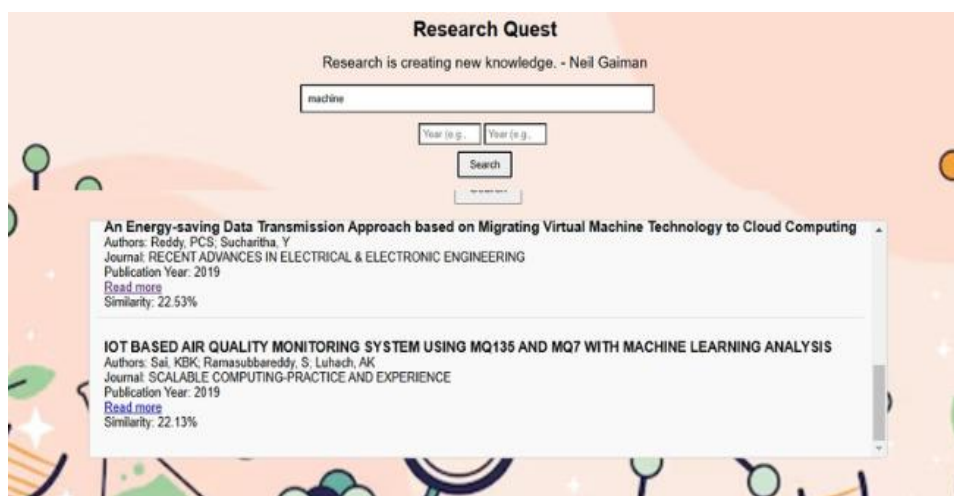 Research Quest
Research is creating new knowledge. - Neil Gaiman
machine
Year (e.g., Year (e.g.,
Search
Search
An Energy-saving Data Transmission Approach based on Migrating Virtual Machine Technology to Cloud Computing
Authors: Reddy, PCS; Sucharitha, Y
Journal: RECENT ADVANCES IN ELECTRICAL & ELECTRONIC ENGINEERING
Publication Year: 2019
Read more
Similarity: 22.53%
IOT BASED AIR QUALITY MONITORING SYSTEM USING MQ135 AND MQ7 WITH MACHINE LEARNING ANALYSIS
Authors: Sai, KBK; Ramasubbareddy, S; Luhach, AK
Journal: SCALABLE COMPUTING-PRACTICE AND EXPERIENCE
Publication Year: 2019
Read more
Similarity: 22.13%